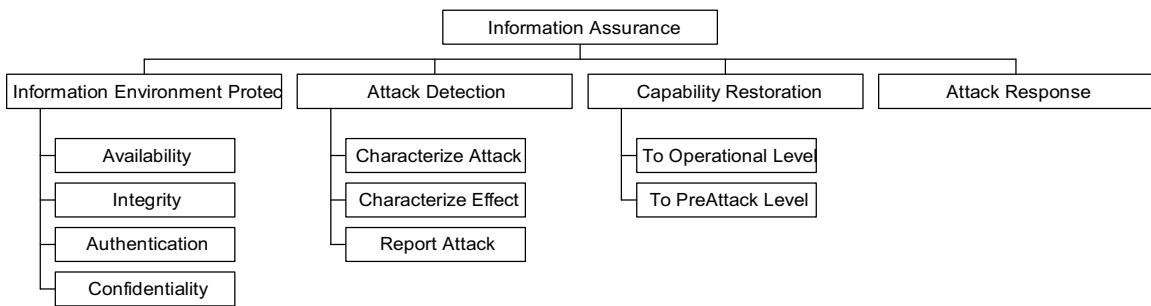 Information Assurance
Information Environment Protec
Attack Detection
Capability Restoration
Attack Response
Availability
Integrity
Authentication
Confidentiality
Characterize Attack
Characterize Effect
Report Attack
To Operational Level
To PreAttack Level